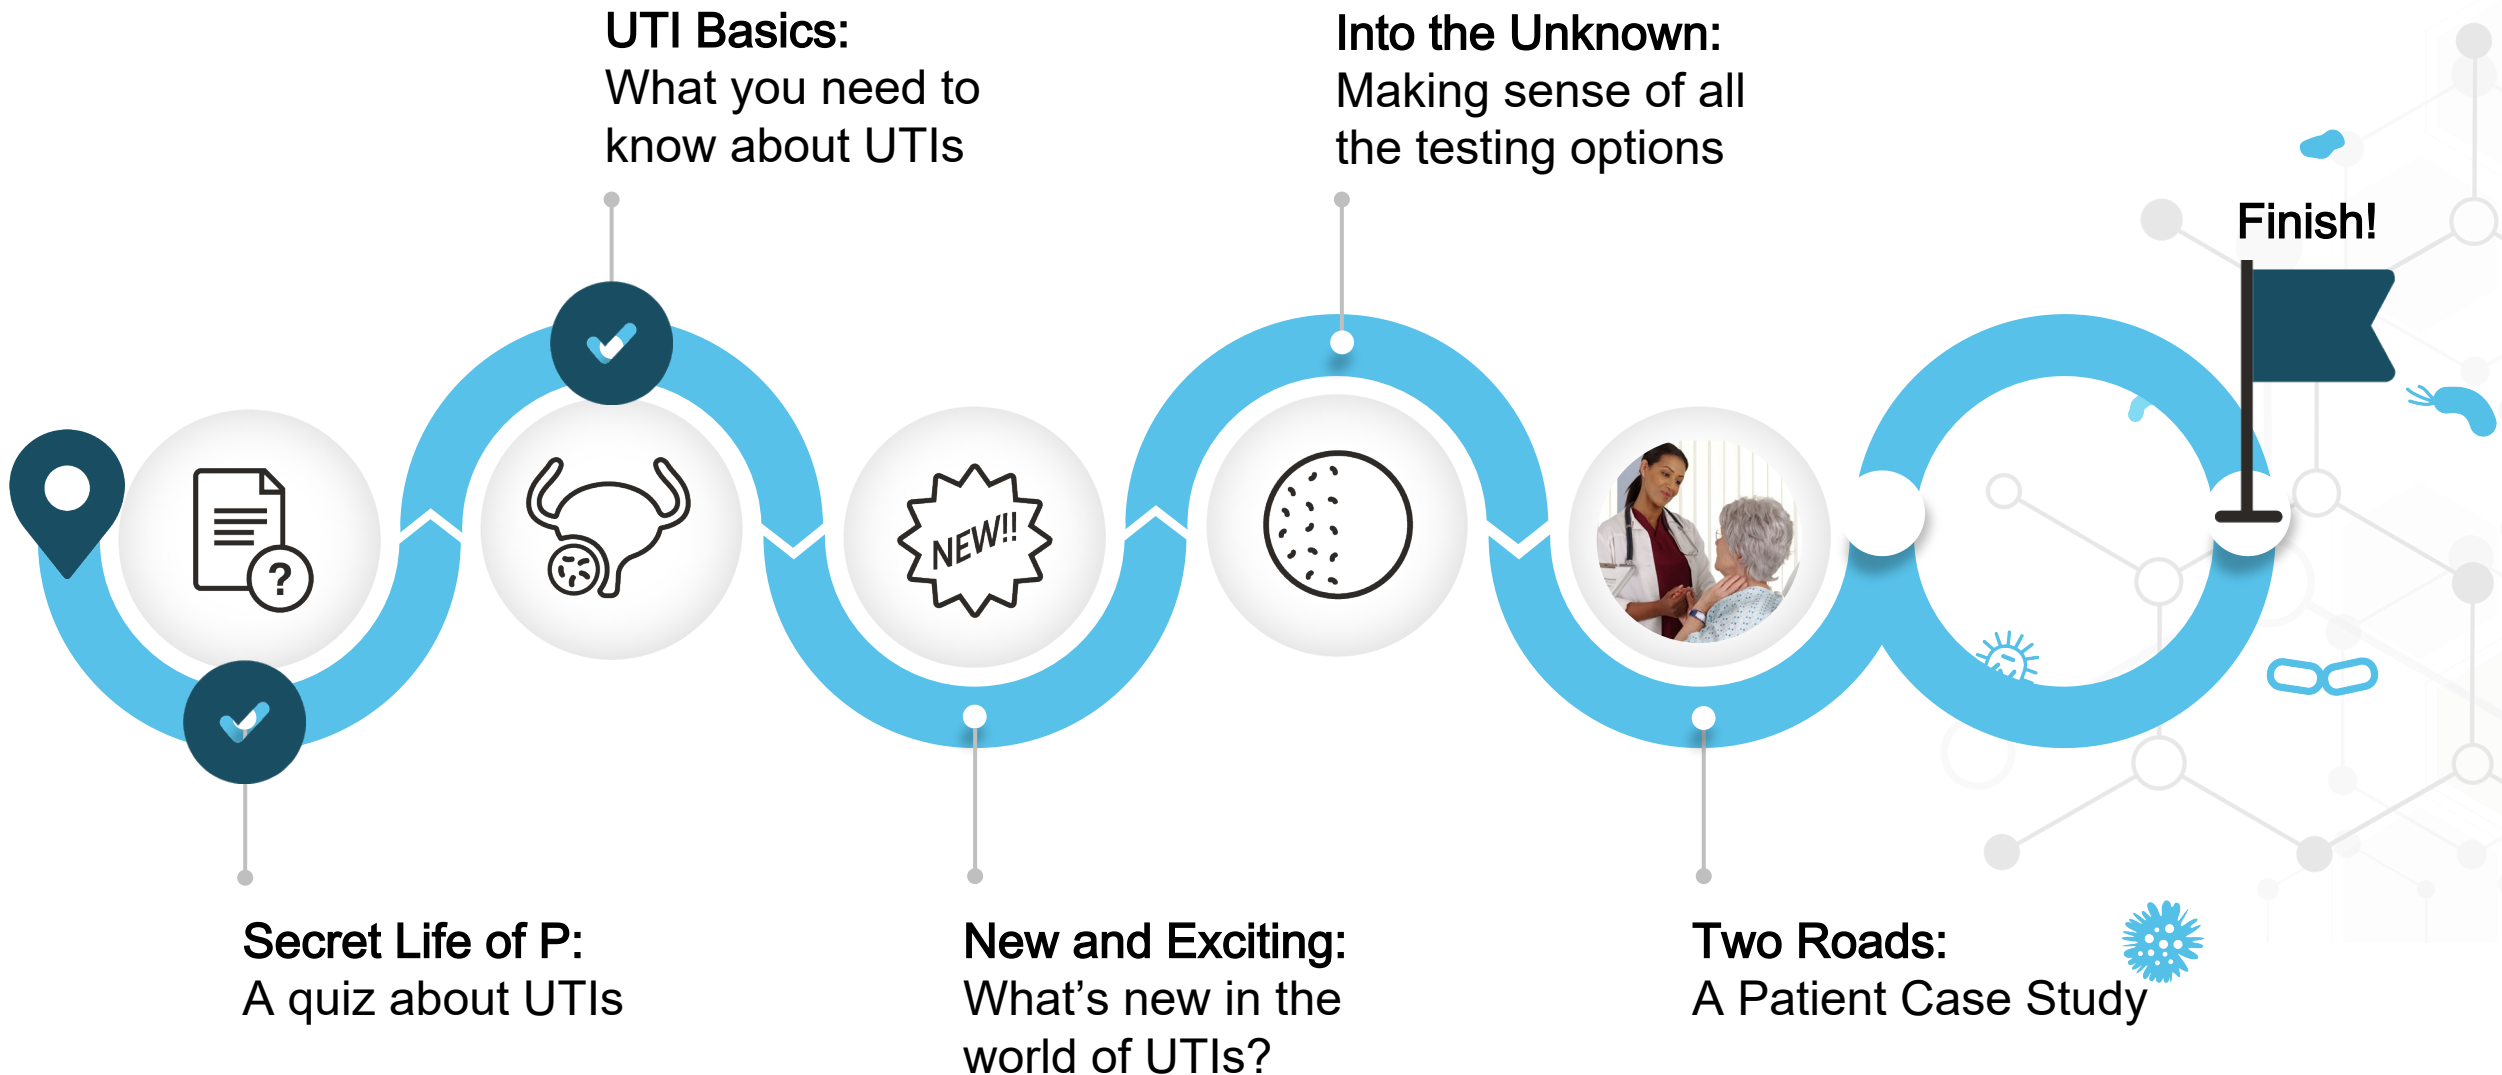 UTI Basics:
What you need to
know about UTIs
Into the Unknown:
Making sense of all
the testing options
Finish!
?
NEW!!
Secret Life of P:
A quiz about UTIs
New and Exciting:
What’s new in the
world of UTIs?
Two Roads:
A Patient Case Study